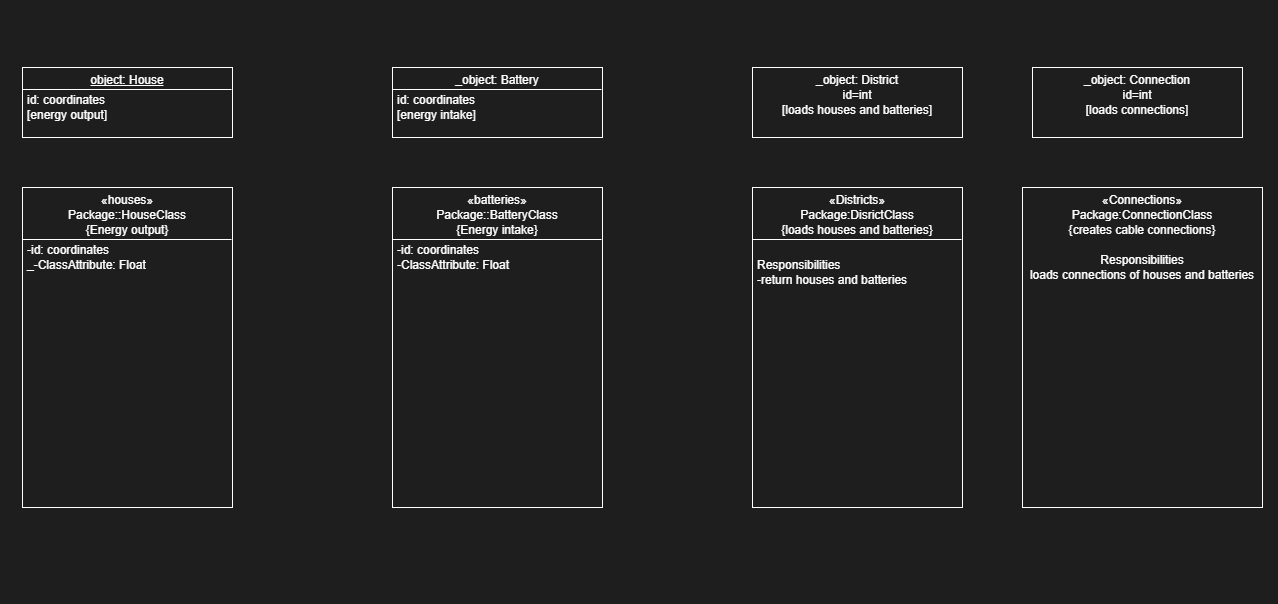 object: House
id: coordinates
[energy output]
_object: Battery
id: coordinates
[energy intake]
_object: District
id=int
[loads houses and batteries]
_object: Connection
id=int
[loads connections]
«houses»
Package::HouseClass
{Energy output}
-id: coordinates
_-ClassAttribute: Float
«batteries»
Package::BatteryClass
{Energy intake}
-id: coordinates
-ClassAttribute: Float
«Districts»
Package:DisrictClass
{loads houses and batteries}
Responsibilities
-return houses and batteries
«Connections»
Package:ConnectionClass
{creates cable connections}
Responsibilities
loads connections of houses and batteries